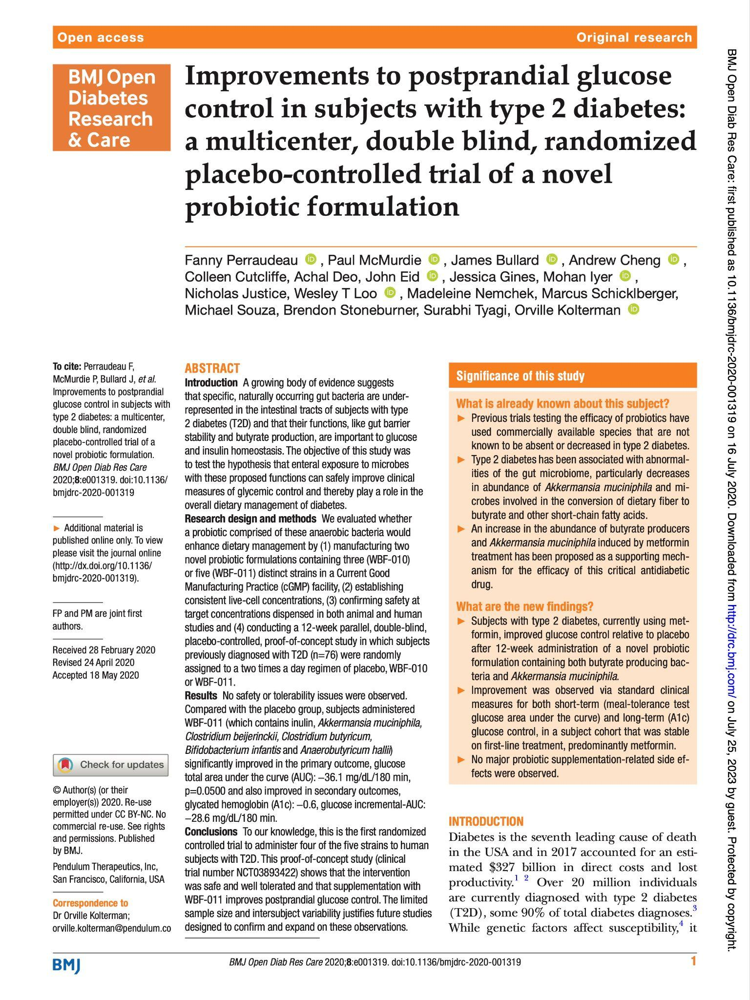 Open access
Original research
BMJ Open
Diabetes
Research
& Care
Improvements to postprandial glucose
control in subjects with type 2 diabetes:
a multicenter, double blind, randomized
placebo-controlled trial of a novel
probiotic formulation
Fanny Perraudeau iD , Paul McMurdie iD , James Bullard iD , Andrew Cheng iD ,
Colleen Cutcliffe, Achal Deo, John Eid iD , Jessica Gines, Mohan Iyer iD ,
Nicholas Justice, Wesley T Loo iD , Madeleine Nemchek, Marcus Schicklberger,
Michael Souza, Brendon Stoneburner, Surabhi Tyagi, Orville Kolterman iD
To cite: Perraudeau F,
McMurdie P, Bullard J, et al.
Improvements to postprandial
glucose control in subjects with
type 2 diabetes: a multicenter,
double blind, randomized
placebo-controlled trial of a
novel probiotic formulation.
BMJ Open Diab Res Care
2020;8:e001319. doi:10.1136/
bmjdrc-2020-001319
► Additional material is
published online only. To view
please visit the journal online
(http://dx.doi.org/10.1136/
bmjdrc-2020-001319).
FP and PM are joint first
authors.
Received 28 February 2020
Revised 24 April 2020
Accepted 18 May 2020
Check for updates
© Author(s) (or their
employer(s)) 2020. Re-use
permitted under CC BY-NC. No
commercial re-use. See rights
and permissions. Published
by BMJ.
Pendulum Therapeutics, Inc,
San Francisco, California, USA
Correspondence to
Dr Orville Kolterman;
orville.kolterman@pendulum.co
ABSTRACT
Introduction A growing body of evidence suggests
that specific, naturally occurring gut bacteria are under-
represented in the intestinal tracts of subjects with type
2 diabetes (T2D) and that their functions, like gut barrier
stability and butyrate production, are important to glucose
and insulin homeostasis. The objective of this study was
to test the hypothesis that enteral exposure to microbes
with these proposed functions can safely improve clinical
measures of glycemic control and thereby play a role in the
overall dietary management of diabetes.
Research design and methods We evaluated whether
a probiotic comprised of these anaerobic bacteria would
enhance dietary management by (1) manufacturing two
novel probiotic formulations containing three (WBF-010)
or five (WBF-011) distinct strains in a Current Good
Manufacturing Practice (cGMP) facility, (2) establishing
consistent live-cell concentrations, (3) confirming safety at
target concentrations dispensed in both animal and human
studies and (4) conducting a 12-week parallel, double-blind,
placebo-controlled, proof-of-concept study in which subjects
previously diagnosed with T2D (n=76) were randomly
assigned to a two times a day regimen of placebo, WBF-010
or WBF-011.
Results No safety or tolerability issues were observed.
Compared with the placebo group, subjects administered
WBF-011 (which contains inulin, Akkermansia muciniphila,
Clostridium beijerinckii, Clostridium butyricum,
Bifidobacterium infantis and Anaerobutyricum hallii)
significantly improved in the primary outcome, glucose
total area under the curve (AUC): −36.1 mg/dL/180 min,
p=0.0500 and also improved in secondary outcomes,
glycated hemoglobin (A1c): −0.6, glucose incremental-AUC:
−28.6 mg/dL/180 min.
Conclusions To our knowledge, this is the first randomized
controlled trial to administer four of the five strains to human
subjects with T2D. This proof-of-concept study (clinical
trial number NCT03893422) shows that the intervention
was safe and well tolerated and that supplementation with
WBF-011 improves postprandial glucose control. The limited
sample size and intersubject variability justifies future studies
designed to confirm and expand on these observations.
Significance of this study
What is already known about this subject?
► Previous trials testing the efficacy of probiotics have
used commercially available species that are not
known to be absent or decreased in type 2 diabetes.
► Type 2 diabetes has been associated with abnormal-
ities of the gut microbiome, particularly decreases
in abundance of Akkermansia muciniphila and mi-
crobes involved in the conversion of dietary fiber to
butyrate and other short-chain fatty acids.
► An increase in the abundance of butyrate producers
and Akkermansia muciniphila induced by metformin
treatment has been proposed as a supporting mech-
anism for the efficacy of this critical antidiabetic
drug.
What are the new findings?
► Subjects with type 2 diabetes, currently using met-
formin, improved glucose control relative to placebo
after 12-week administration of a novel probiotic
formulation containing both butyrate producing bac-
teria and Akkermansia muciniphila.
► Improvement was observed via standard clinical
measures for both short-term (meal-tolerance test
glucose area under the curve) and long-term (A1c)
glucose control, in a subject cohort that was stable
on first-line treatment, predominantly metformin.
► No major probiotic supplementation-related side ef-
fects were observed.
INTRODUCTION
Diabetes is the seventh leading cause of death
in the USA and in 2017 accounted for an esti-
mated $327 billion in direct costs and lost
productivity.1 2 Over 20 million individuals
are currently diagnosed with type 2 diabetes
(T2D), some 90% of total diabetes diagnoses.3
While genetic factors affect susceptibility,4 it
BMJ
BMJ Open Diab Res Care 2020;8:e001319. doi:10.1136/bmjdrc-2020-001319
1
BMJ Open Diab Res Care: first published as 10.1136/bmjdrc-2020-001319 on 16 July 2020. Downloaded from http://drc.bmj.com/ on July 25, 2023 by guest. Protected by copyright.